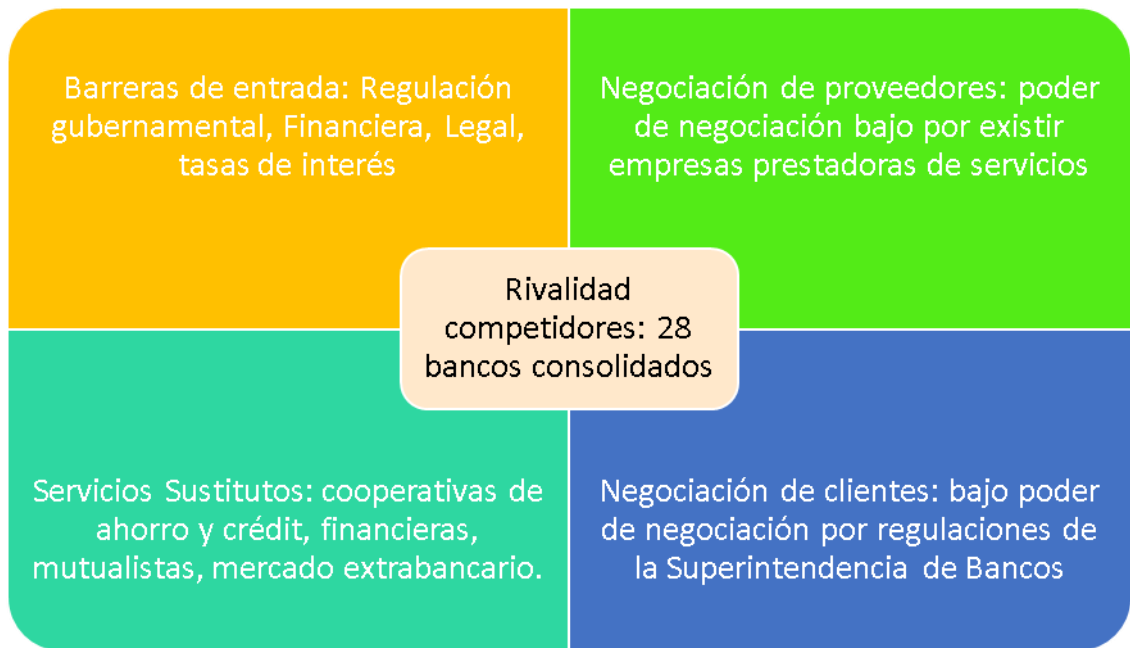 Barreras de entrada: Regulación
gubernamental, Financiera, Legal,
tasas de interés
Negociación de proveedores: poder
de negociación bajo por existir
empresas prestadoras de servicios
Rivalidad
competidores: 28
bancos consolidados
Servicios Sustitutos: cooperativas de
ahorro y crédit, financieras,
mutualistas, mercado extrabancario.
Negociación de clientes: bajo poder
de negociación por regulaciones de
la Superintendencia de Bancos